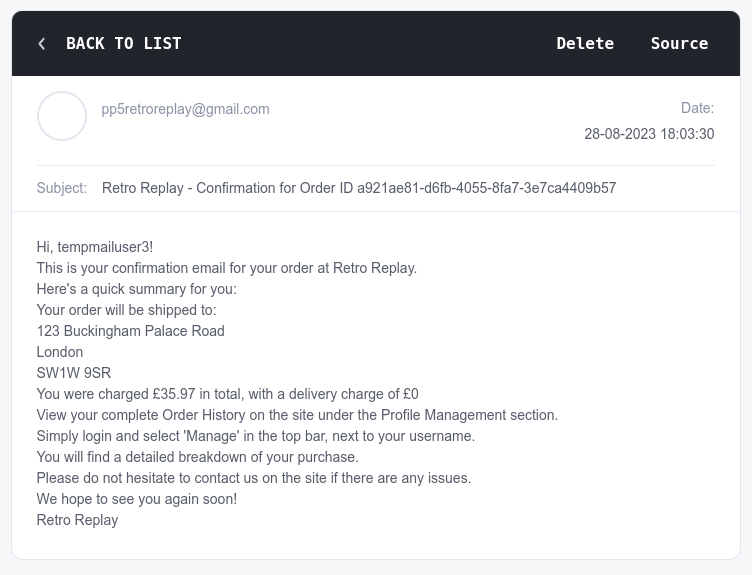 BACK TO LIST Delete Source
pp5retroreplay@gmail.com
Date:
28-08-2023 18:03:30
Subject: Retro Replay - Confirmation for Order ID a921ae81-d6fb-4055-8fa7-3e7ca4409b57
Hi, tempmailuser3!
This is your confirmation email for your order at Retro Replay.
Here's a quick summary for you:
Your order will be shipped to:
123 Buckingham Palace Road
London
SW1W 9SR
You were charged £35.97 in total, with a delivery charge of £0
View your complete Order History on the site under the Profile Management section.
Simply login and select 'Manage' in the top bar, next to your username.
You will find a detailed breakdown of your purchase.
Please do not hesitate to contact us on the site if there are any issues.
We hope to see you again soon!
Retro Replay